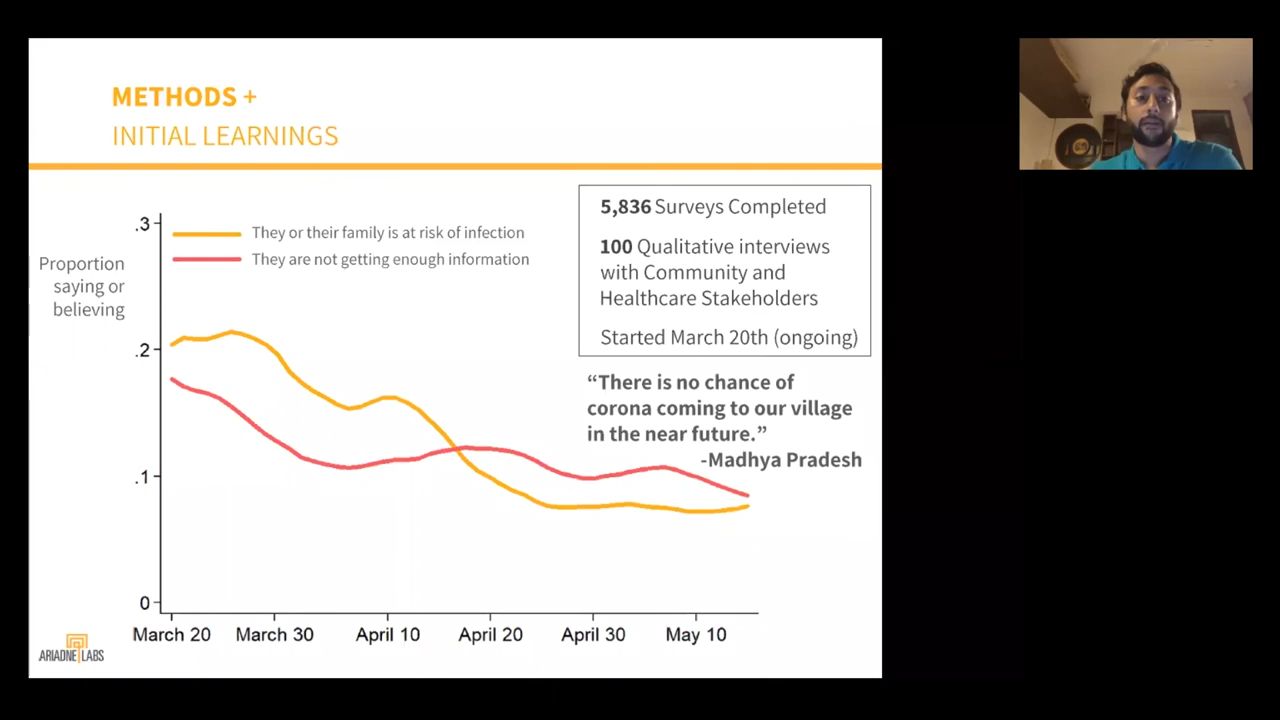 METHODS +
INITIAL LEARNINGS
.3
They or their family is at risk of infection
They are not getting enough information
Proportion
saying or
believing
.2
.1
0
March 20 March 30 April 10 April 20 April 30 May 10
5,836 Surveys Completed
100 Qualitative interviews
with Community and
Healthcare Stakeholders
Started March 20th (ongoing)
“There is no chance of
corona coming to our village
in the near future.”
-Madhya Pradesh
ARIADNE LABS